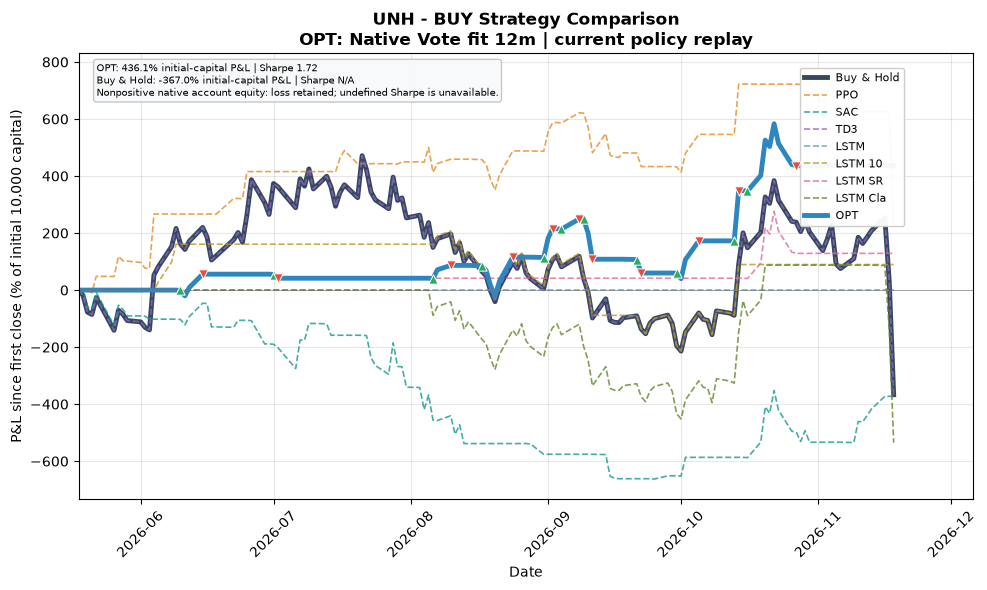 UNH - BUY Strategy Comparison
OPT: Native Vote fit 12m | current policy replay
OPT: 436.1% initial-capital P&L | Sharpe 1.72
Buy & Hold: -367.0% initial-capital P&L | Sharpe N/A
Nonpositive native account equity: loss retained; undefined Sharpe is unavailable.
Buy & Hold
PPO
SAC
TD3
LSTM
LSTM 10
LSTM SR
LSTM Cla
OPT
P&L since first close (% of initial 10,000 capital)
800
600
400
200
0
−200
−400
−600
2026-06
2026-07
2026-08
2026-09
2026-10
2026-11
2026-12
Date